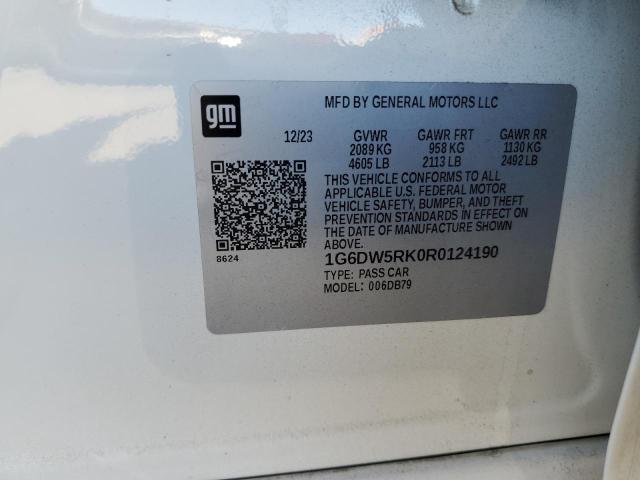 gm
MFD BY GENERAL MOTORS LLC
12/23 GVWR GAWR FRT GAWR RR
2089 KG 958 KG 1130 KG
4605 LB 2113 LB 2492 LB
THIS VEHICLE CONFORMS TO ALL
APPLICABLE U.S. FEDERAL MOTOR
VEHICLE SAFETY, BUMPER, AND THEFT
PREVENTION STANDARDS IN EFFECT ON
THE DATE OF MANUFACTURE SHOWN
ABOVE.
8624
1G6DW5RK0R0124190
TYPE: PASS CAR
MODEL: 006DB79